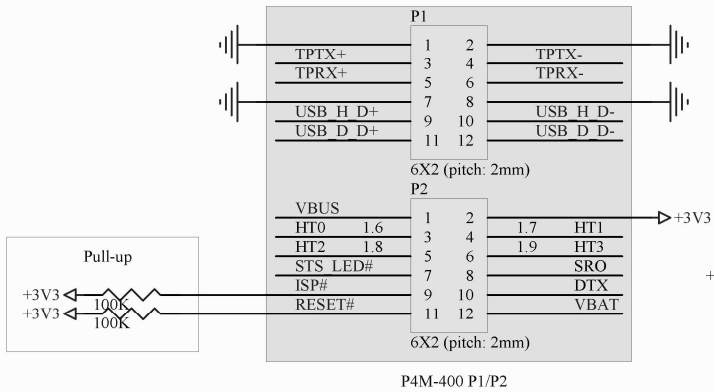 P1
1 2
TPTX+ TPTX-
3 4
TPRX+ TPRX-
5 6
7 8
USB_H_D+ USB_H_D-
9 10
USB_D_D+ USB_D_D-
11 12
6X2 (pitch: 2mm)
P2
VBUS
1 2 +3V3
HT0 1.6 1.7 HT1
3 4
HT2 1.8 1.9 HT3
5 6
STS_LED# SRO
7 8
Pull-up
ISP# DTX
+3V3 9 10
100K
RESET# VBAT
+3V3 11 12
100K
6X2 (pitch: 2mm)
P4M-400 P1/P2
+